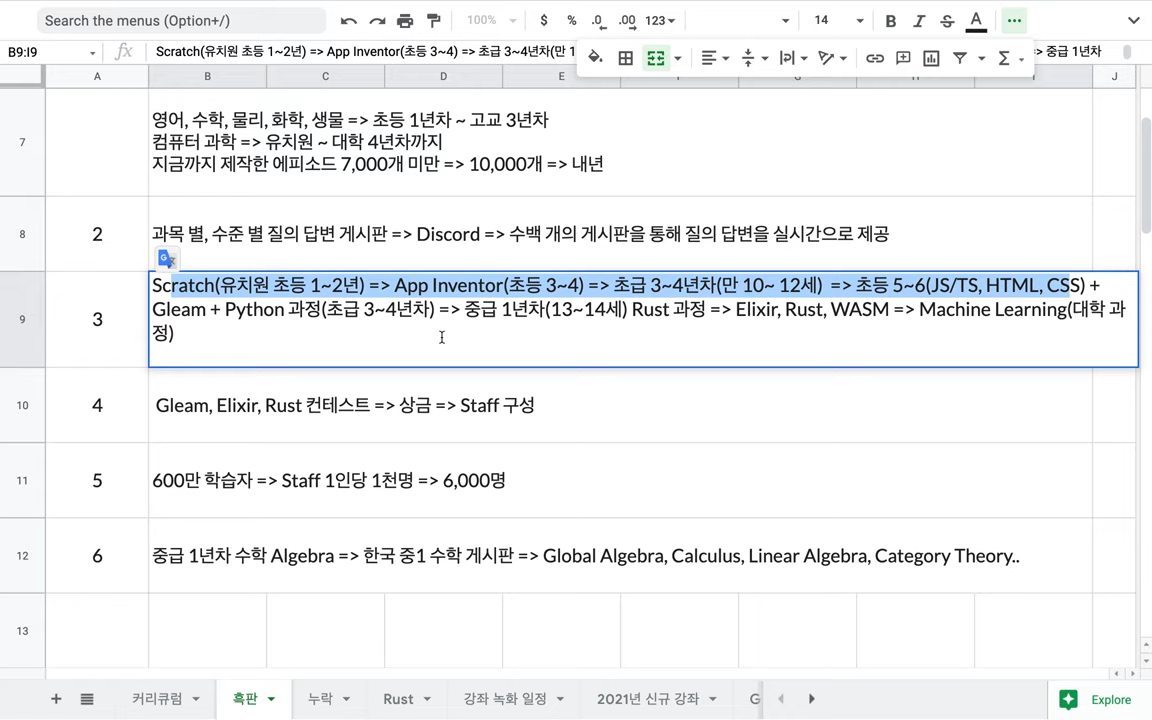 Search the menus (Option+/)
100%
$ % .0 .00 123
14
B I S A
B9:I9
fx
Scratch(유치원 초등 1~2년) => App Inventor(초등 3~4) => 초급 3~4년차(만 1
=> 중급 1년차
A B C D E J
7
영어, 수학, 물리, 화학, 생물 => 초등 1년차 ~ 고교 3년차
컴퓨터 과학 => 유치원 ~ 대학 4년차까지
지금까지 제작한 에피소드 7,000개 미만 => 10,000개 => 내년
8
2
과목 별, 수준 별 질의 답변 게시판 => Discord => 수백 개의 게시판을 통해 질의 답변을 실시간으로 제공
9
3
Scratch(유치원 초등 1~2년) => App Inventor(초등 3~4) => 초급 3~4년차(만 10~ 12세) => 초등 5~6(JS/TS, HTML, CSS) +
Gleam + Python 과정(초급 3~4년차) => 중급 1년차(13~14세) Rust 과정 => Elixir, Rust, WASM => Machine Learning(대학 과
정)
10
4
Gleam, Elixir, Rust 컨테스트 => 상금 => Staff 구성
11
5
600만 학습자 => Staff 1인당 1천명 => 6,000명
12
6
중급 1년차 수학 Algebra => 한국 중1 수학 게시판 => Global Algebra, Calculus, Linear Algebra, Category Theory..
13
커리큘럼 흑판 누락 Rust 강좌 녹화 일정 2021년 신규 강좌 G
Explore